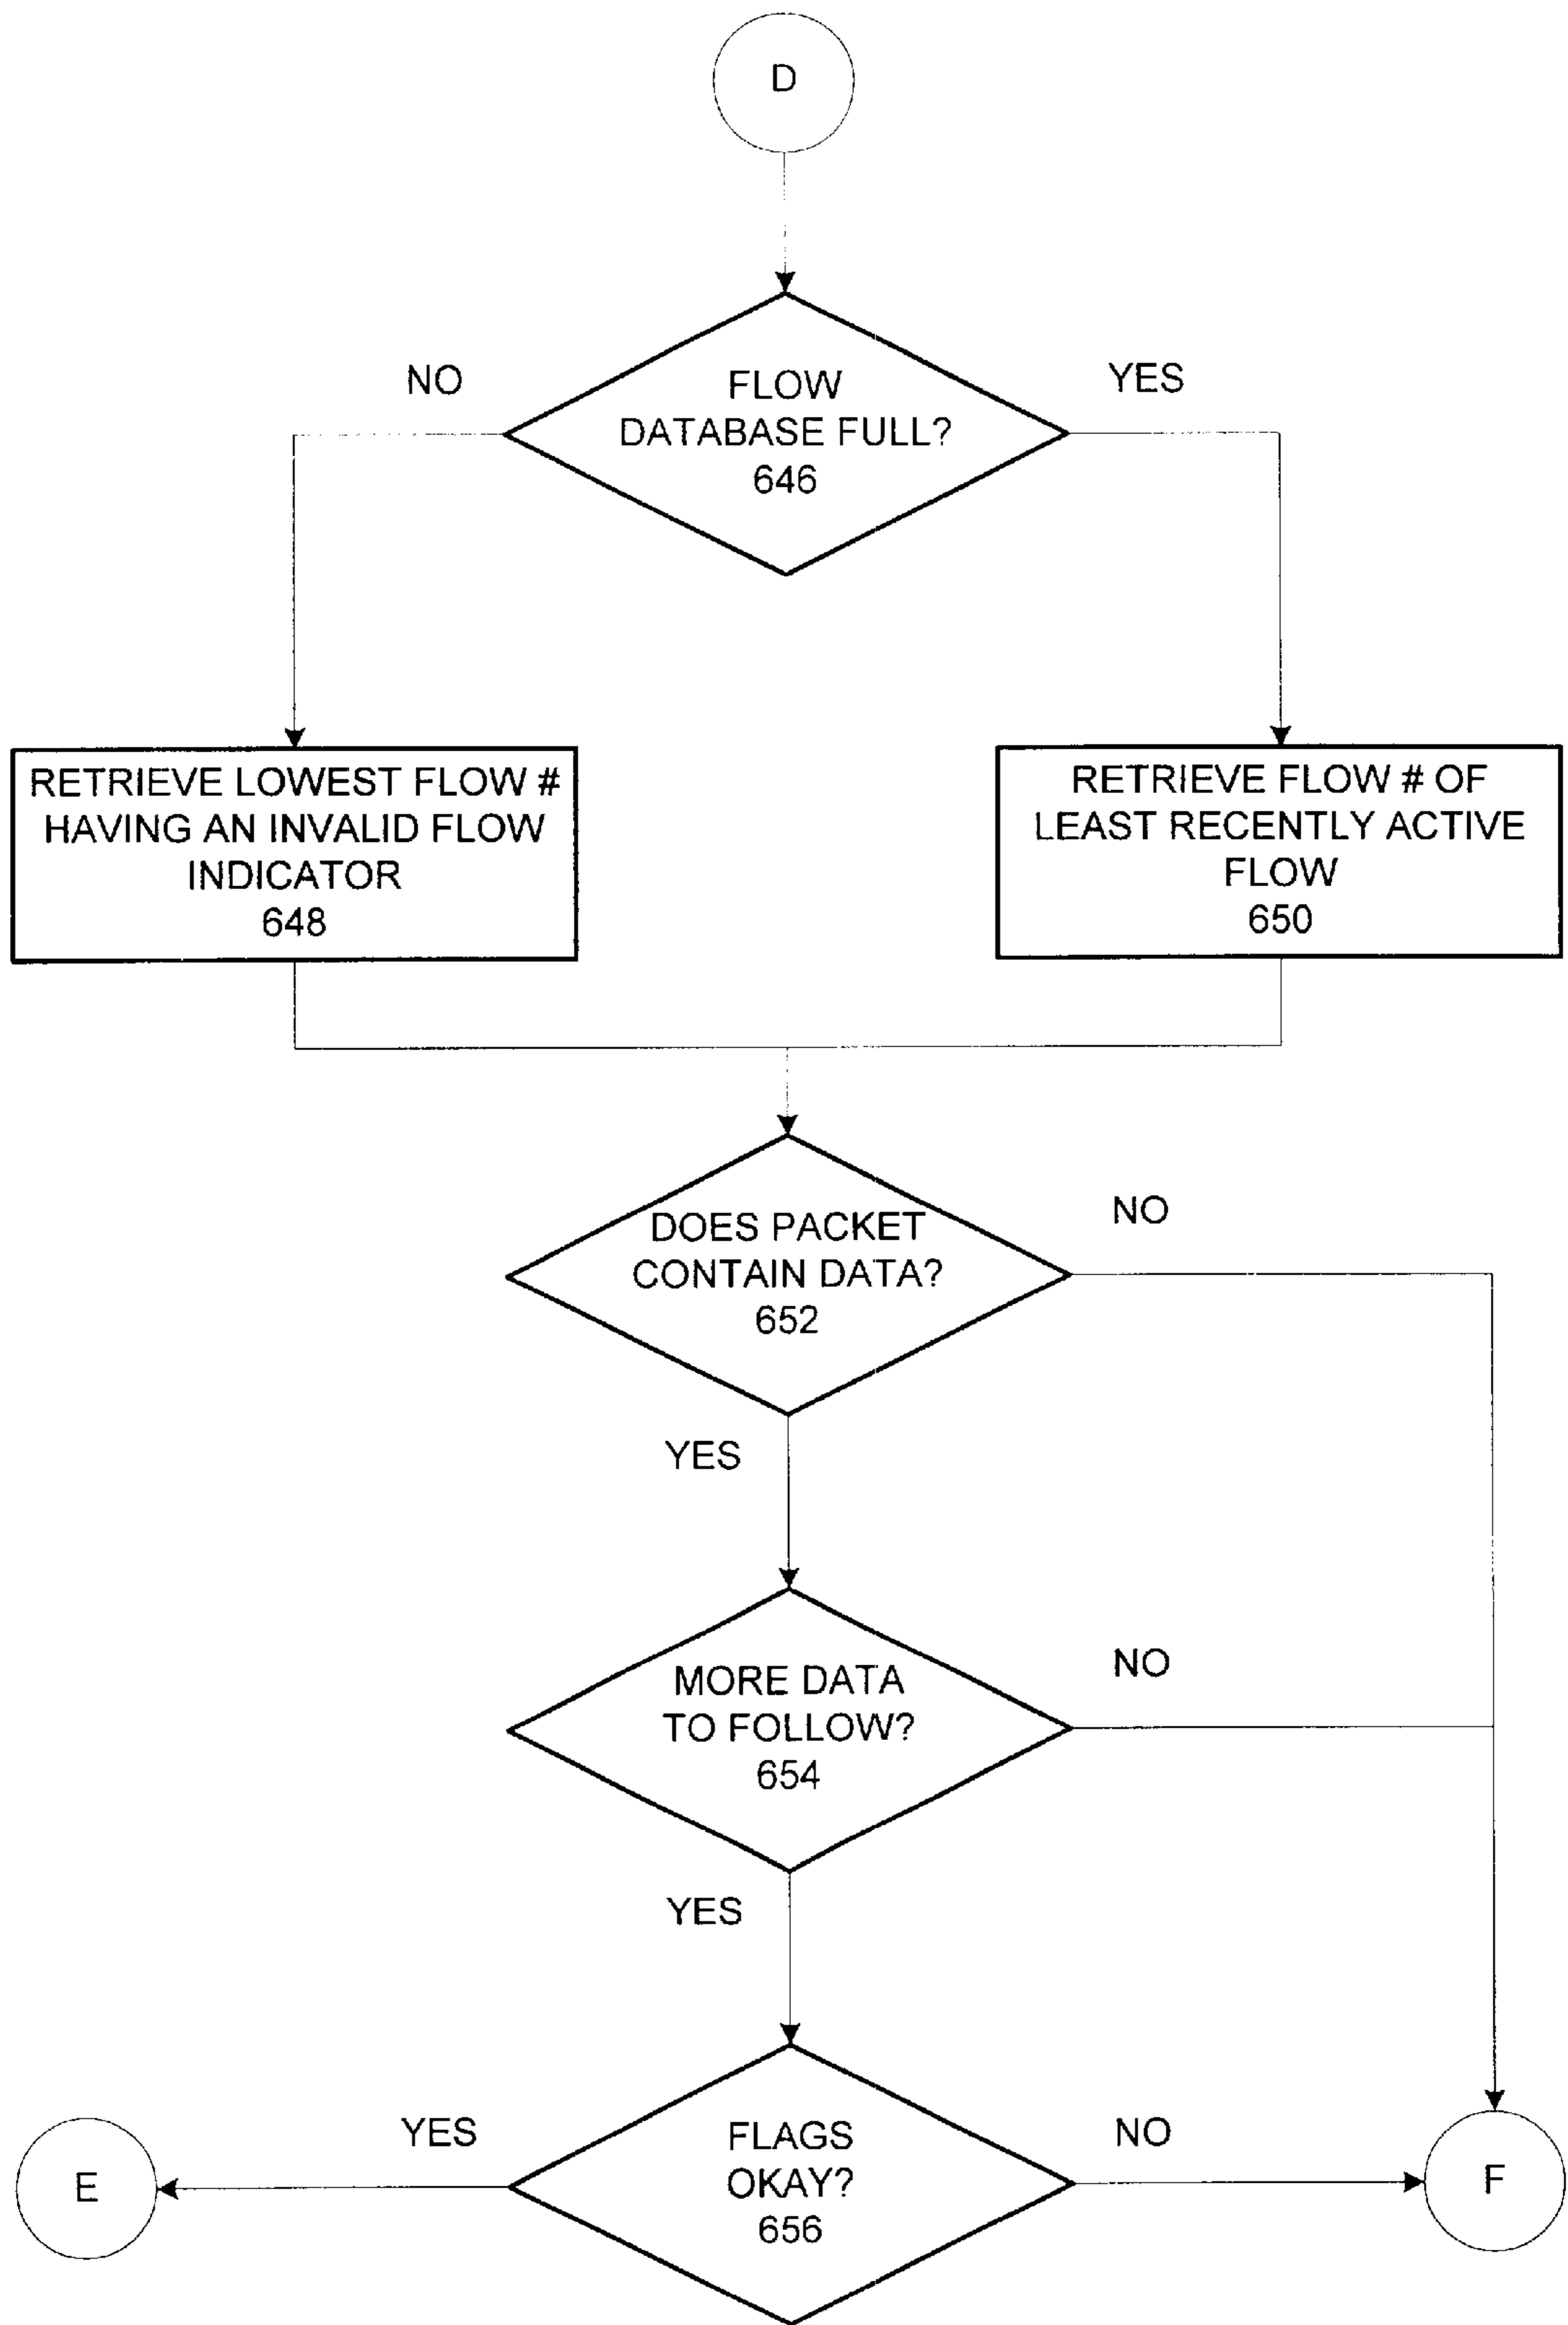 D
NO
YES
FLOW
DATABASE FULL?
646
RETRIEVE LOWEST FLOW #
HAVING AN INVALID FLOW
INDICATOR
648
RETRIEVE FLOW # OF
LEAST RECENTLY ACTIVE
FLOW
650
DOES PACKET
CONTAIN DATA?
652
NO
YES
MORE DATA
TO FOLLOW?
654
NO
YES
FLAGS
OKAY?
656
YES
NO
E
F